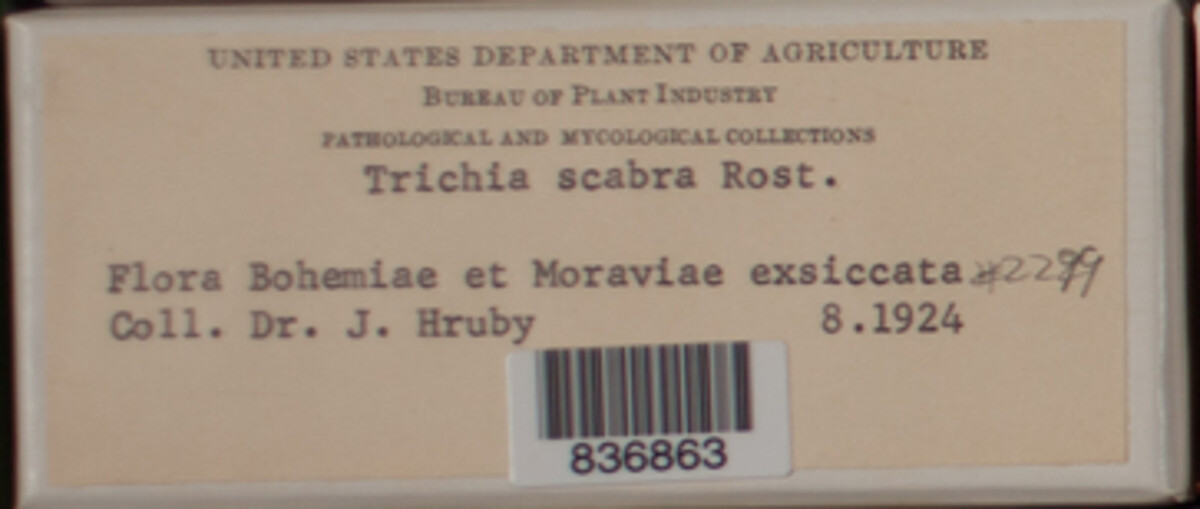 UNITED STATES DEPARTMENT OF AGRICULTURE
BUREAU OF PLANT INDUSTRY
PATHOLOGICAL AND MYCOLOGICAL COLLECTIONS
Trichia scabra Rost.
Flora Bohemiae et Moraviae exsiccata #2299
Coll. Dr. J. Hruby 8.1924
836863